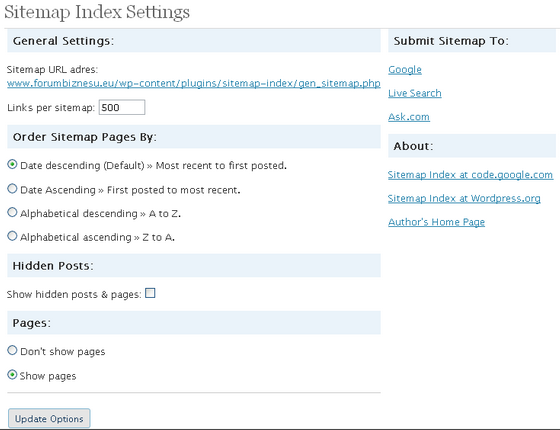 Sitemap Index Settings
General Settings:
Sitemap URL adres:
www.forumbiznesu.eu/wp-content/plugins/sitemap-index/gen_sitemap.php
Links per sitemap: 500
Order Sitemap Pages By:
Date descending (Default) » Most recent to first posted.
Date Ascending » First posted to most recent.
Alphabetical descending » A to Z.
Alphabetical ascending » Z to A.
Hidden Posts:
Show hidden posts & pages:
Pages:
Don't show pages
Show pages
Update Options
Submit Sitemap To:
Google
Live Search
Ask.com
About:
Sitemap Index at code.google.com
Sitemap Index at Wordpress.org
Author's Home Page